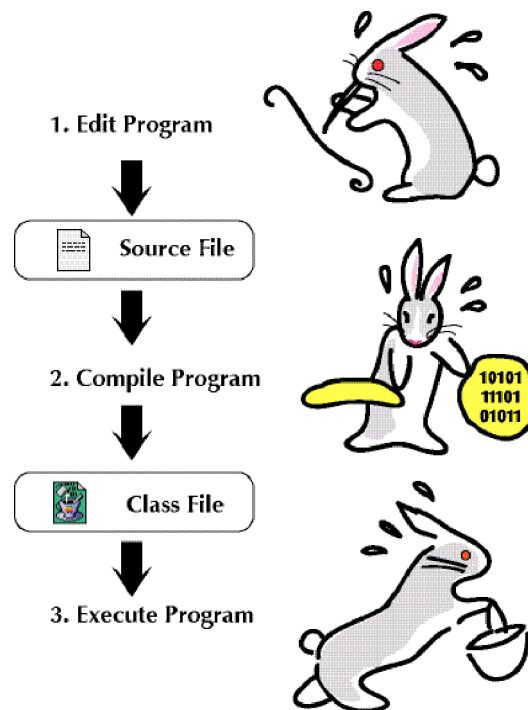 1. Edit Program
Source File
2. Compile Program
10101
11101
01011
Class File
3. Execute Program